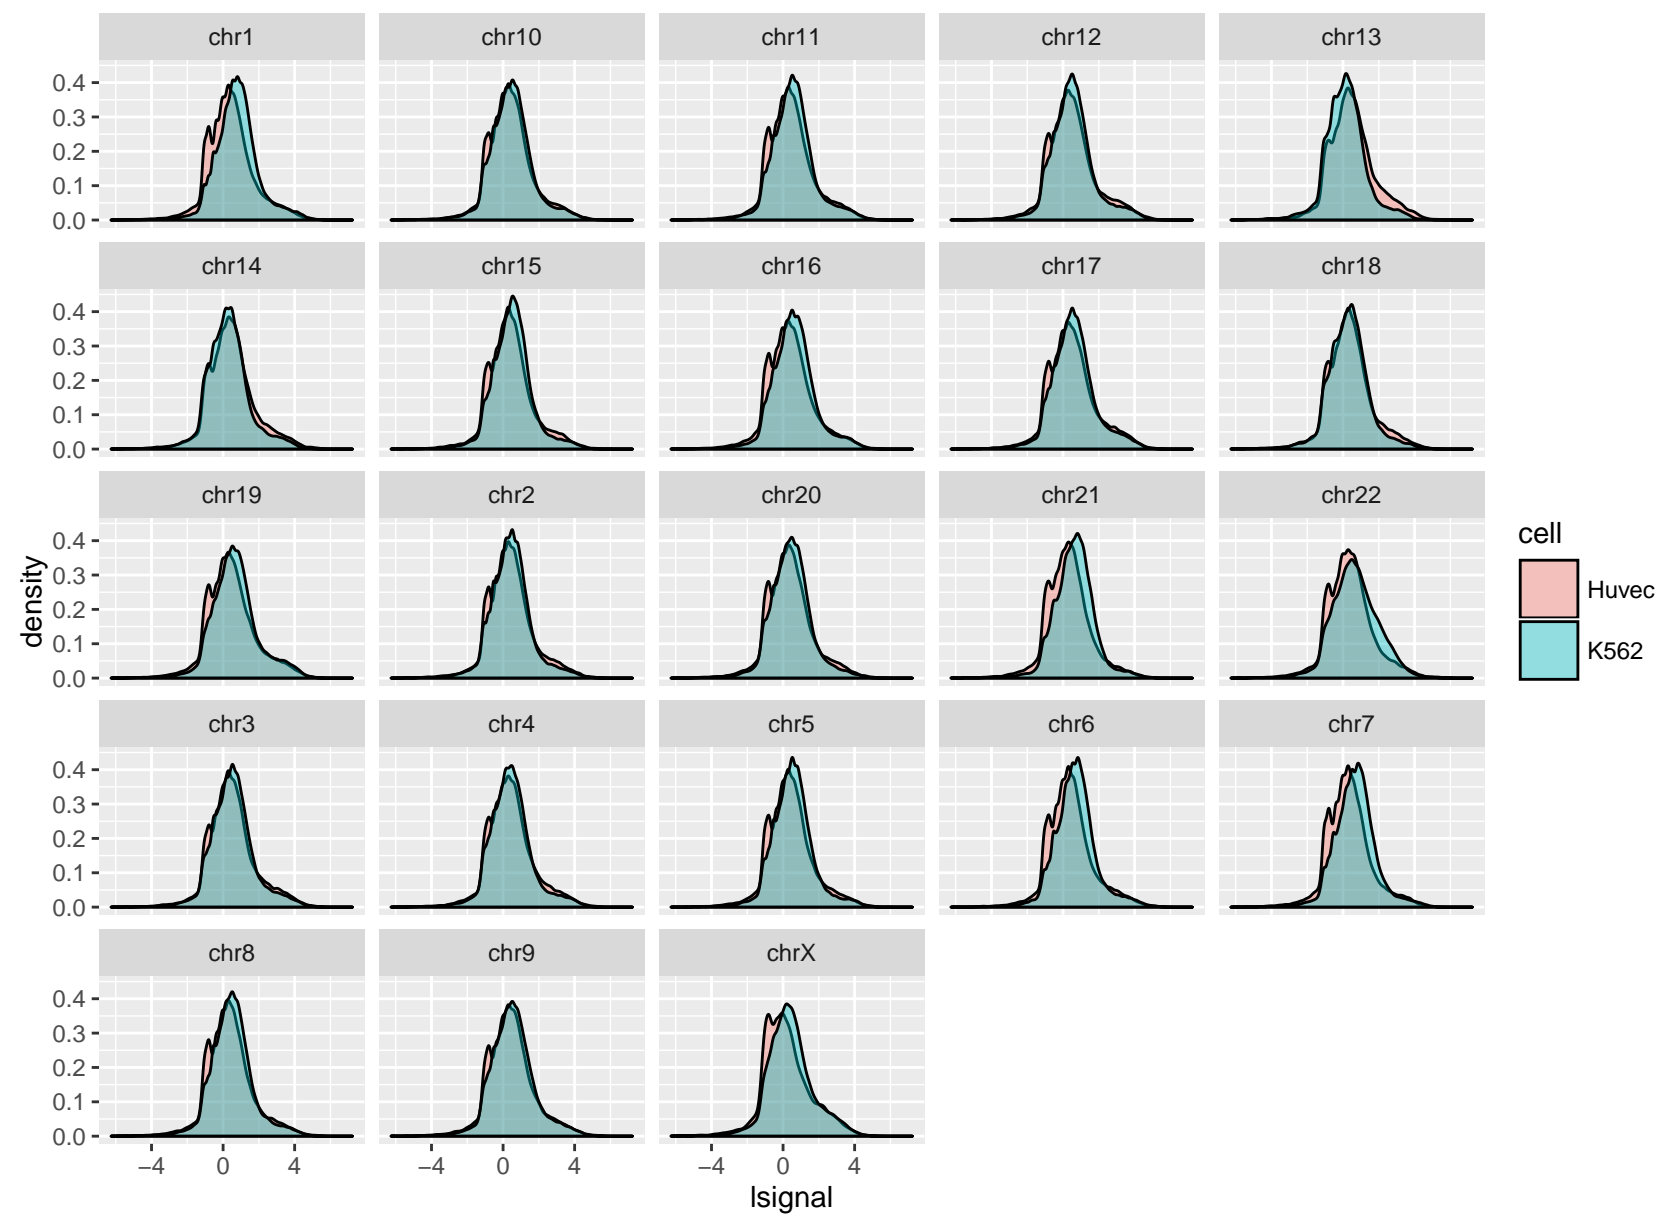 chr1 chr10 chr11 chr12 chr13
0.4
0.3
0.2
0.1
0.0
chr14 chr15 chr16 chr17 chr18
0.4
0.3
0.2
0.1
0.0
chr19 chr2 chr20 chr21 chr22
0.4
0.3
0.2
0.1
0.0
density
cell
Huvec
K562
chr3 chr4 chr5 chr6 chr7
0.4
0.3
0.2
0.1
0.0
chr8 chr9 chrX
0.4
0.3
0.2
0.1
0.0
−4 0 4 −4 0 4 −4 0 4
lsignal